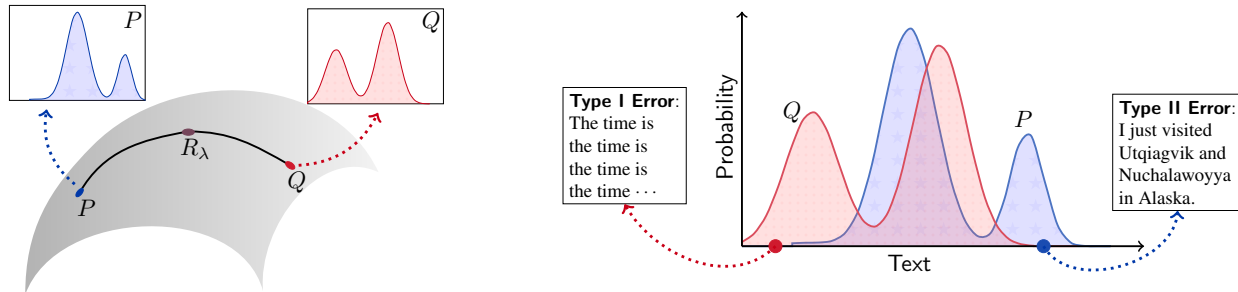 P
Q
R_λ
P
Q
Type I Error:
The time is
the time is
the time is
the time ···
Probability
Q
P
Text
Type II Error:
I just visited
Utqiagvik and
Nuchalawoyya
in Alaska.